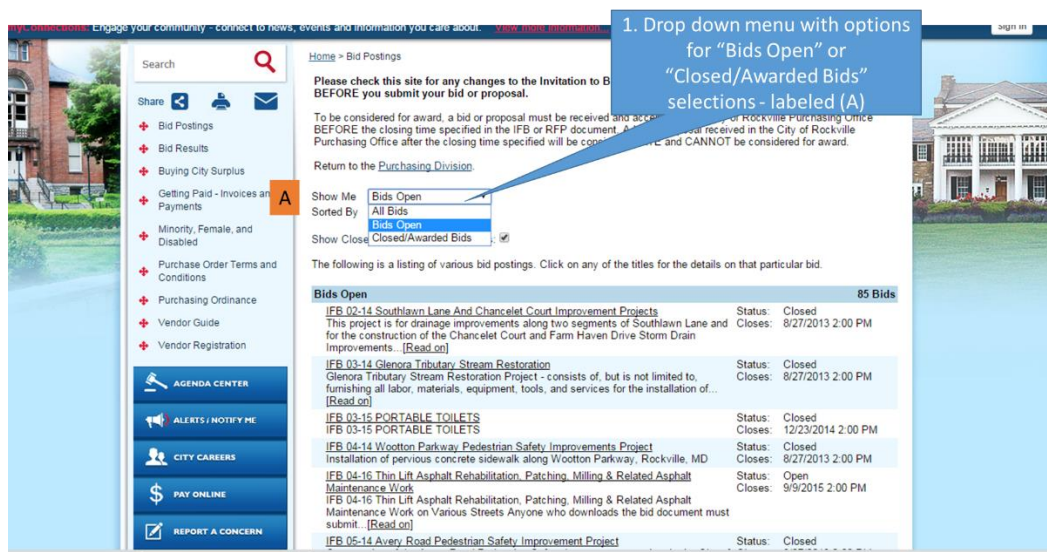 Engage your community - connect to news, events and information you care about. View more information...
Sign In
1. Drop down menu with options
for “Bids Open” or
“Closed/Awarded Bids”
selections - labeled (A)
Search
Share
Bid Postings
Bid Results
Buying City Surplus
Getting Paid - Invoices an
Payments
Minority, Female, and
Disabled
Purchase Order Terms and
Conditions
Purchasing Ordinance
Vendor Guide
Vendor Registration
AGENDA CENTER
ALERTS / NOTIFY ME
CITY CAREERS
PAY ONLINE
REPORT A CONCERN
A
Home > Bid Postings
Please check this site for any changes to the Invitation to B
BEFORE you submit your bid or proposal.
To be considered for award, a bid or proposal must be received and acce of Rockville Purchasing Office
BEFORE the closing time specified in the IFB or RFP document. A received in the City of Rockville
Purchasing Office after the closing time specified will be con and CANNOT be considered for award.
Return to the Purchasing Division.
Show Me Bids Open
Sorted By All Bids
Bids Open
Show Close Closed/Awarded Bids s:
The following is a listing of various bid postings. Click on any of the titles for the details on that particular bid.
Bids Open 85 Bids
IFB 02-14 Southlawn Lane And Chancelet Court Improvement Projects Status: Closed
This project is for drainage improvements along two segments of Southlawn Lane and Closes: 8/27/2013 2:00 PM
for the construction of the Chancelet Court and Farm Haven Drive Storm Drain
Improvements...[Read on]
IFB 03-14 Glenora Tributary Stream Restoration Status: Closed
Glenora Tributary Stream Restoration Project - consists of, but is not limited to, Closes: 8/27/2013 2:00 PM
furnishing all labor, materials, equipment, tools, and services for the installation of...
[Read on]
IFB 03-15 PORTABLE TOILETS Status: Closed
IFB 03-15 PORTABLE TOILETS Closes: 12/23/2014 2:00 PM
IFB 04-14 Wootton Parkway Pedestrian Safety Improvements Project Status: Closed
Installation of pervious concrete sidewalk along Wootton Parkway, Rockville, MD Closes: 8/27/2013 2:00 PM
IFB 04-16 Thin Lift Asphalt Rehabilitation, Patching, Milling & Related Asphalt Status: Open
Maintenance Work Closes: 9/9/2015 2:00 PM
IFB 04-16 Thin Lift Asphalt Rehabilitation, Patching, Milling & Related Asphalt
Maintenance Work on Various Streets Anyone who downloads the bid document must
submit...[Read on]
IFB 05-14 Avery Road Pedestrian Safety Improvement Project Status: Closed